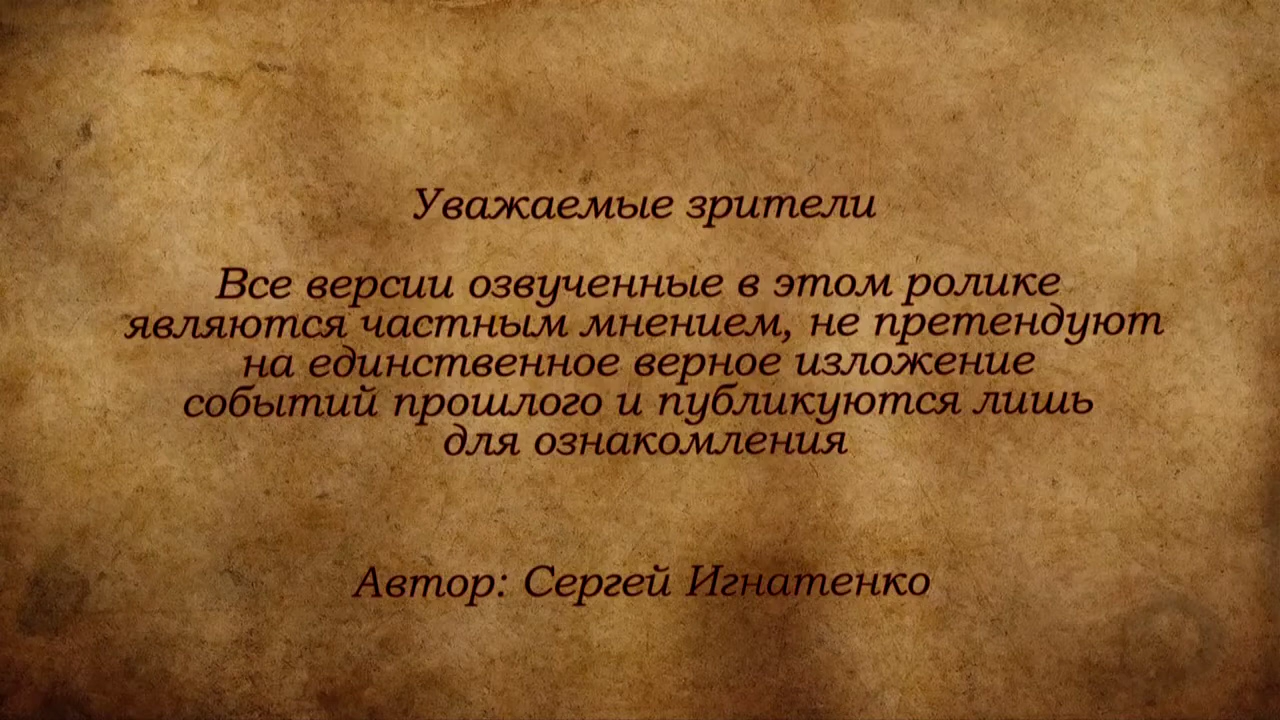 Уважаемые зрители
Все версии озвученные в этом ролике
являются частным мнением, не претендуют
на единственное верное изложение
событий прошлого и публикуются лишь
для ознакомления
Автор: Сергей Игнатенко